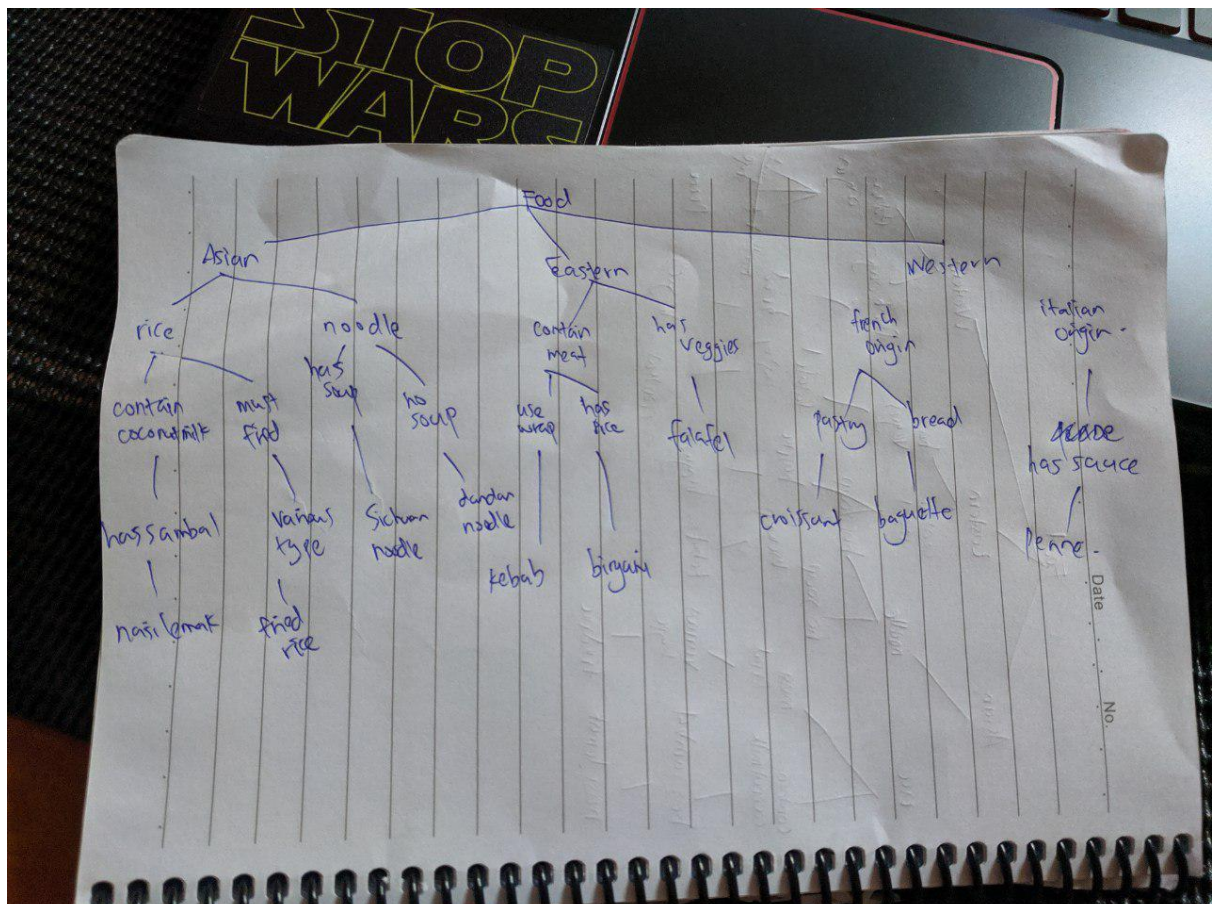 STOP
WARS
Food
Asian
Eastern
Western
rice
noodle
contain
meat
has
veggies
french
origin
italian
origin.
contain
coconutmilk
must
fried
has
soup
no
soup
use
wrap
has
rice
falafel
pastry
bread
has sauce
has sambal
various
type
Sichuan
noodle
dandan
noodle
kebab
biryani
croissant
baguette
penne.
nasi lemak
fried
rice
Date
No.